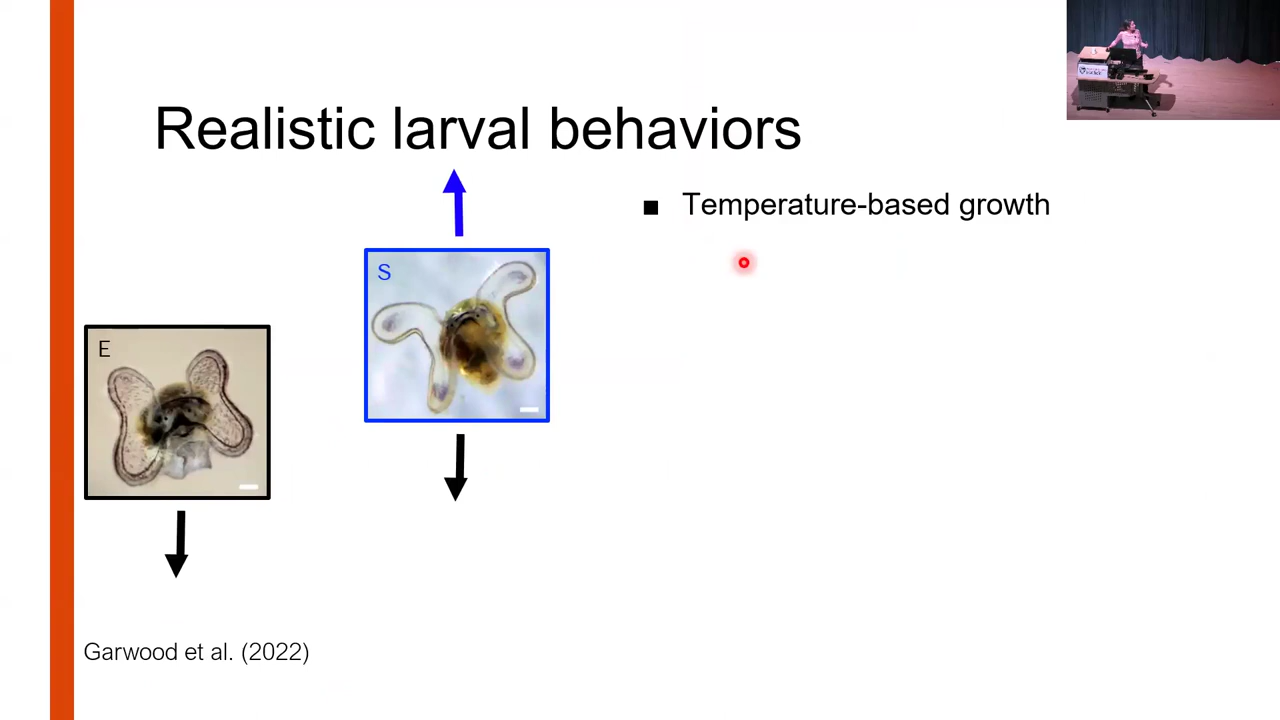 Realistic larval behaviors
■ Temperature-based growth
S
E
Garwood et al. (2022)